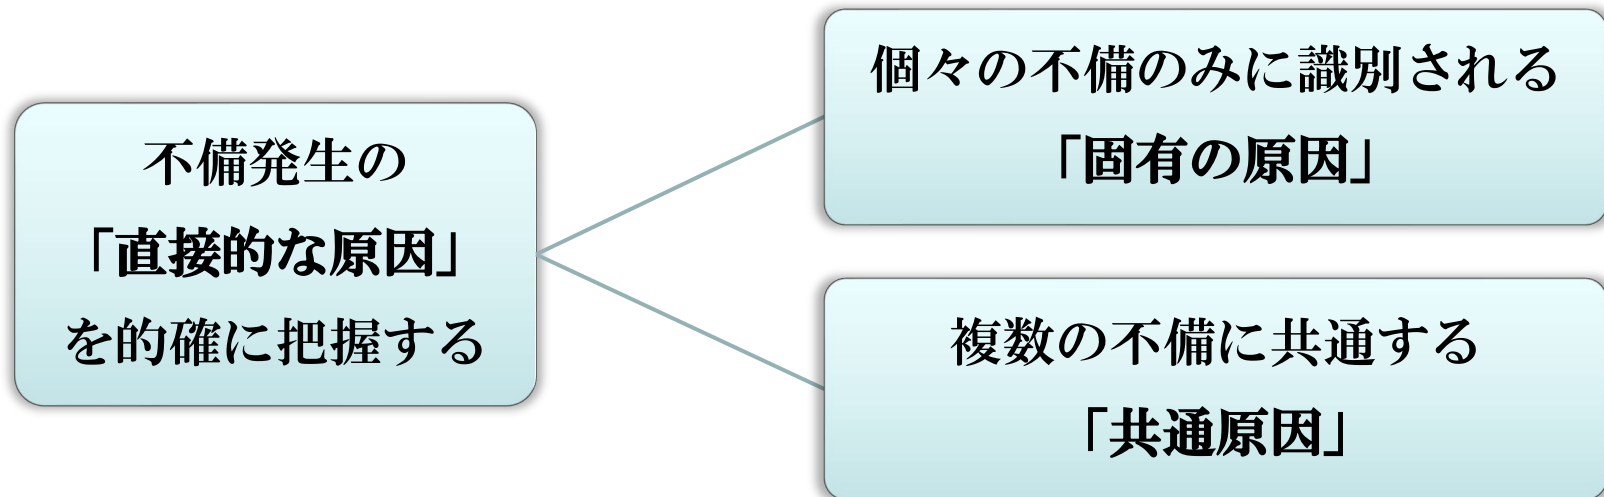 不備発生の
「直接的な原因」
を的確に把握する
個々の不備のみに識別される
「固有の原因」
複数の不備に共通する
「共通原因」